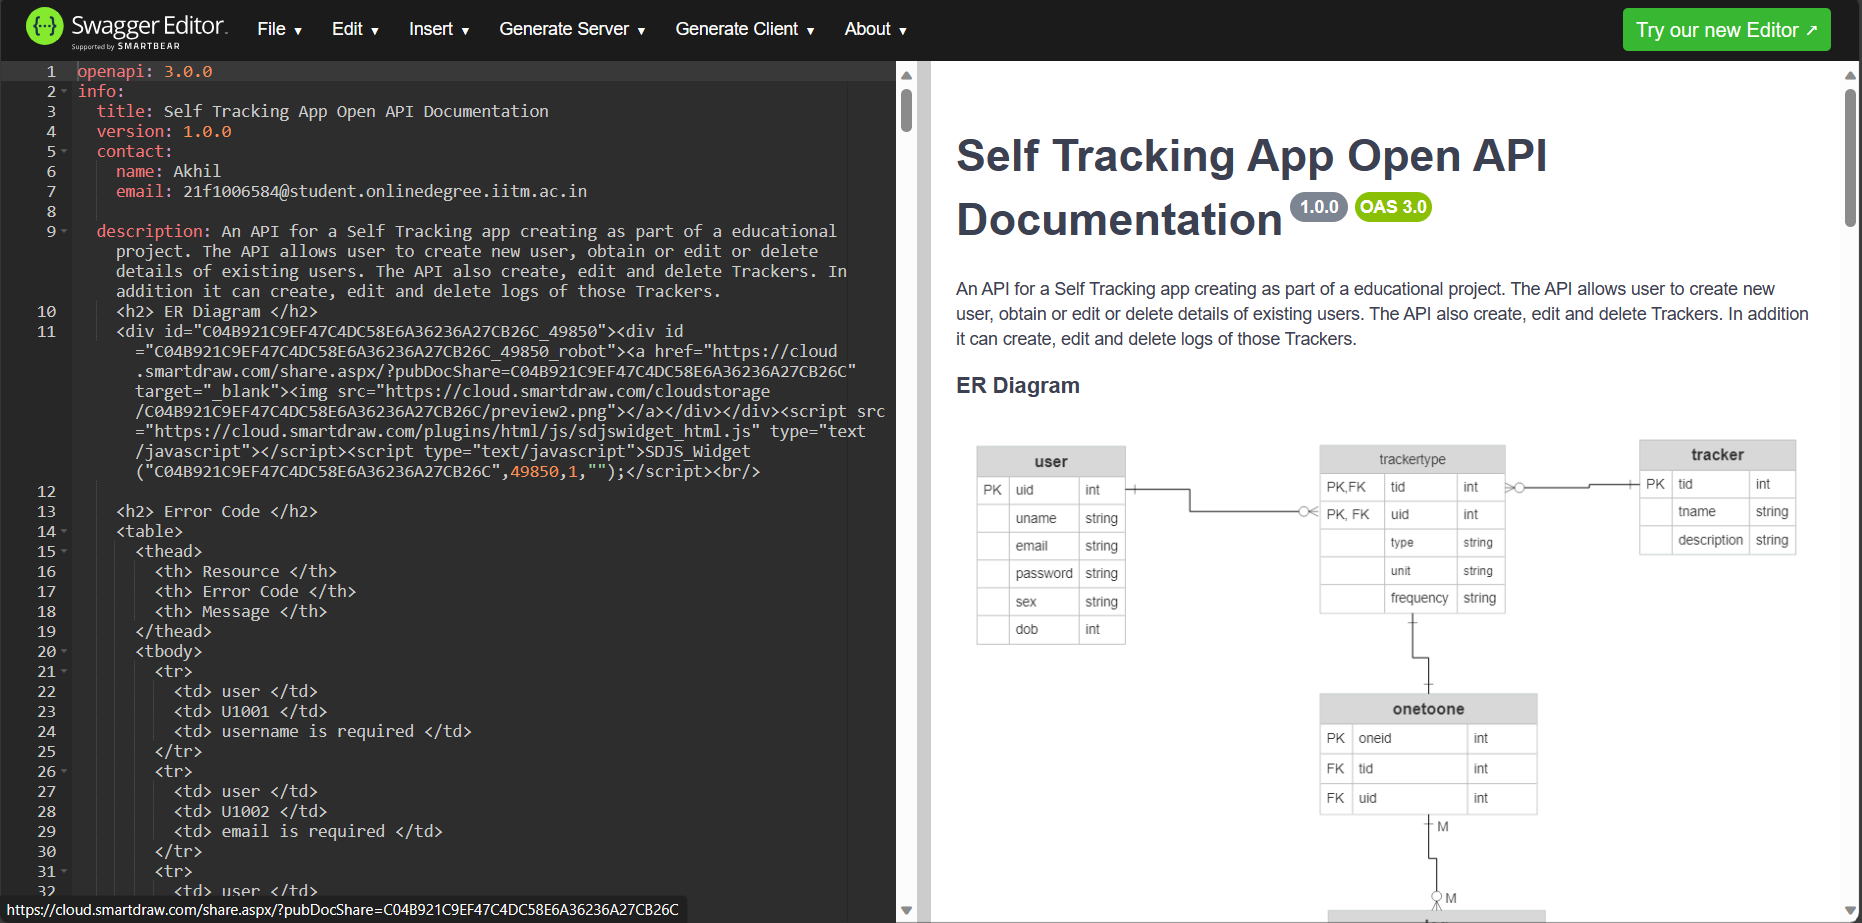 Swagger Editor.
Supported by SMARTBEAR
File ▾ Edit ▾ Insert ▾ Generate Server ▾ Generate Client ▾ About ▾
Try our new Editor ↗
1 openapi: 3.0.0
2 info:
3 title: Self Tracking App Open API Documentation
4 version: 1.0.0
5 contact:
6 name: Akhil
7 email: 21f1006584@student.onlinedegree.iitm.ac.in
8
9 description: An API for a Self Tracking app creating as part of a educational
project. The API allows user to create new user, obtain or edit or delete
details of existing users. The API also create, edit and delete Trackers. In
addition it can create, edit and delete logs of those Trackers.
10 <h2> ER Diagram </h2>
11 <div id="C04B921C9EF47C4DC58E6A36236A27CB26C_49850"><div id
="C04B921C9EF47C4DC58E6A36236A27CB26C_49850_robot"><a href="https://cloud
.smartdraw.com/share.aspx/?pubDocShare=C04B921C9EF47C4DC58E6A36236A27CB26C"
target="_blank"><img src="https://cloud.smartdraw.com/cloudstorage
/C04B921C9EF47C4DC58E6A36236A27CB26C/preview2.png"></a></div></div><script src
="https://cloud.smartdraw.com/plugins/html/js/sdjswidget_html.js" type="text
/javascript"></script><script type="text/javascript">SDJS_Widget
("C04B921C9EF47C4DC58E6A36236A27CB26C",49850,1,"");</script><br/>
12
13 <h2> Error Code </h2>
14 <table>
15 <thead>
16 <th> Resource </th>
17 <th> Error Code </th>
18 <th> Message </th>
19 </thead>
20 <tbody>
21 <tr>
22 <td> user </td>
23 <td> U1001 </td>
24 <td> username is required </td>
25 </tr>
26 <tr>
27 <td> user </td>
28 <td> U1002 </td>
29 <td> email is required </td>
30 </tr>
31 <tr>
32 <td> user </td>
https://cloud.smartdraw.com/share.aspx/?pubDocShare=C04B921C9EF47C4DC58E6A36236A27CB26C
Self Tracking App Open API
Documentation 1.0.0 OAS 3.0
An API for a Self Tracking app creating as part of a educational project. The API allows user to create new
user, obtain or edit or delete details of existing users. The API also create, edit and delete Trackers. In addition
it can create, edit and delete logs of those Trackers.
ER Diagram
user
PK uid int
uname string
email string
password string
sex string
dob int
trackertype
PK,FK tid int
PK, FK uid int
type string
unit string
frequency string
tracker
PK tid int
tname string
description string
onetoone
PK oneid int
FK tid int
FK uid int
M
M